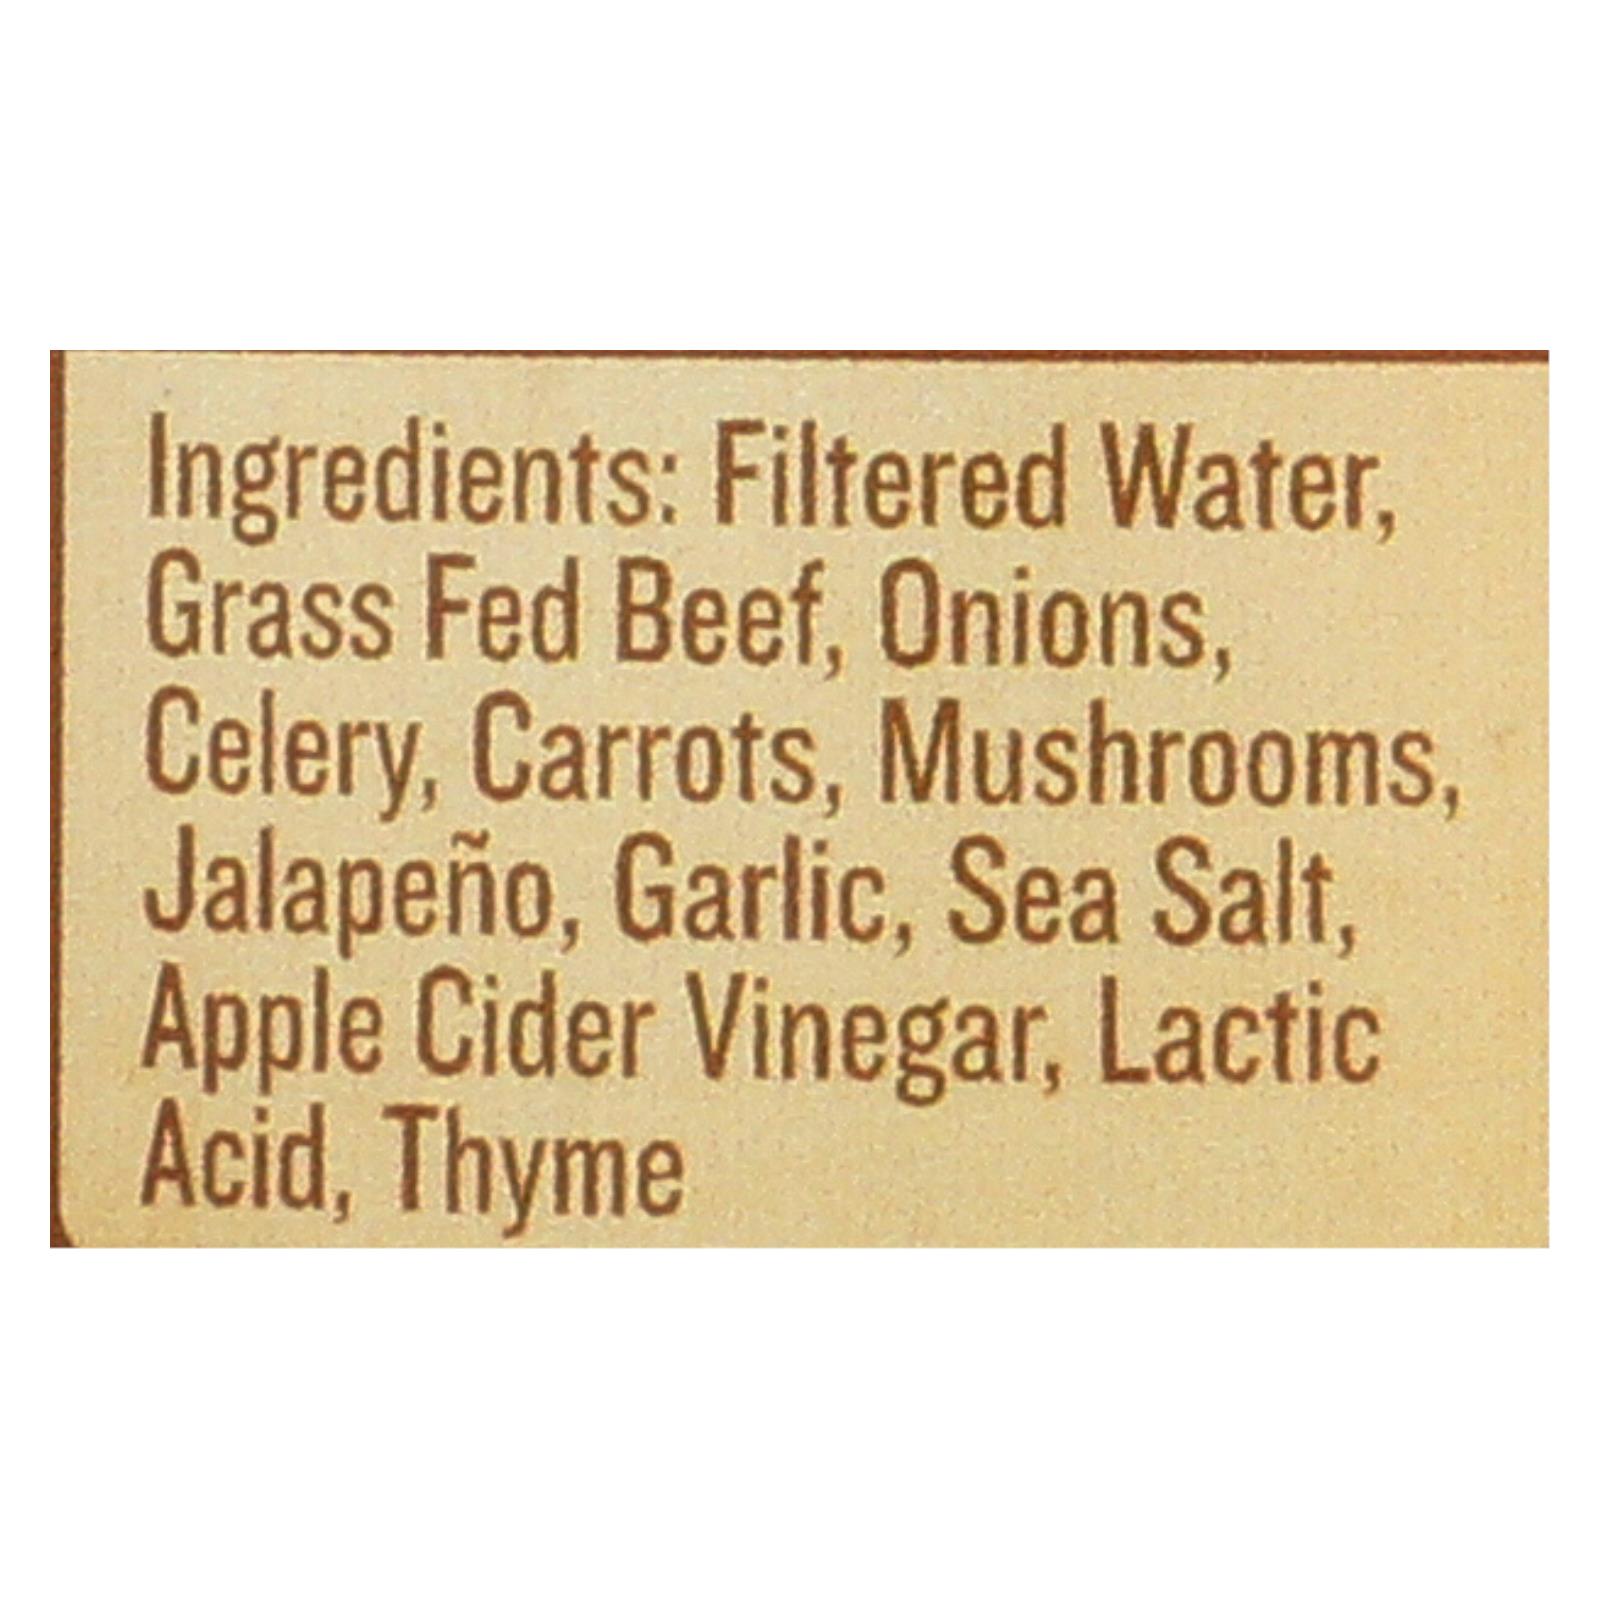 Ingredients: Filtered Water,
Grass Fed Beef, Onions,
Celery, Carrots, Mushrooms,
Jalapeño, Garlic, Sea Salt,
Apple Cider Vinegar, Lactic
Acid, Thyme